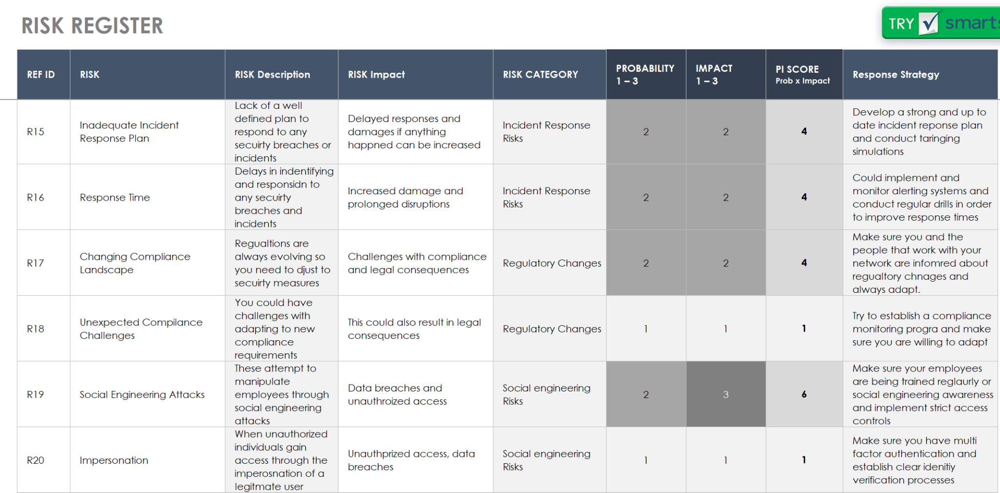 RISK REGISTER
TRY smarts
REF ID
RISK
RISK Description
RISK Impact
RISK CATEGORY
PROBABILITY
1 – 3
IMPACT
1 – 3
PI SCORE
Prob x Impact
Response Strategy
R15
Inadequate Incident
Response Plan
Lack of a well
defined plan to
respond to any
secuirty breaches or
incidents
Delayed responses and
damages if anything
happned can be increased
Incident Response
Risks
2
2
4
Develop a strong and up to
date incident reponse plan
and conduct taringing
simulations
R16
Response Time
Delays in indentifying
and responsidn to
any secuirty
breaches and
incidents
Increased damage and
prolonged disruptions
Incident Response
Risks
2
2
4
Could implement and
monitor alerting systems and
conduct regular drills in order
to improve response times
R17
Changing Compliance
Landscape
Regualtions are
always evolving so
you need to djust to
secuirty measures
Challenges with compliance
and legal consequences
Regulatory Changes
2
2
4
Make sure you and the
people that work with your
network are infomred about
regualtory chnages and
always adapt.
R18
Unexpected Compilance
Challenges
You could have
challenges with
adapting to new
compliance
requirements
This could also result in legal
consequences
Regulatory Changes
1
1
1
Try to establish a compliance
monitoring progra and make
sure you are willing to adapt
R19
Social Engineering Attacks
These attempt to
manipulate
employees through
social engineering
attacks
Data breaches and
unauthroized access
Social engineering
Risks
2
3
6
Make sure your employees
are being trained reglaurly or
social engineering awareness
and implement strict access
controls
R20
Impersonation
When unauthorized
individuals gain
access through the
imperosnation of a
legitmate user
Unauthprized access, data
breaches
Social engineering
Risks
1
1
1
Make sure you have multi
factor authentication and
establish clear idenitiy
verification processes